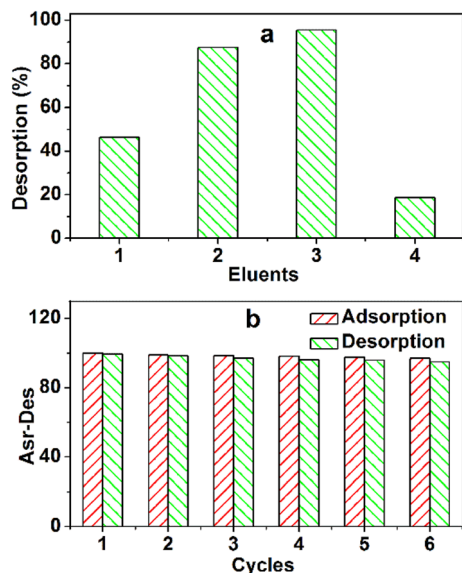 a
Desorption (%)
100
80
60
40
20
0
1 2 3 4
Eluents
b
Adsorption
Desorption
Asr-Des
120
80
40
0
1 2 3 4 5 6
Cycles